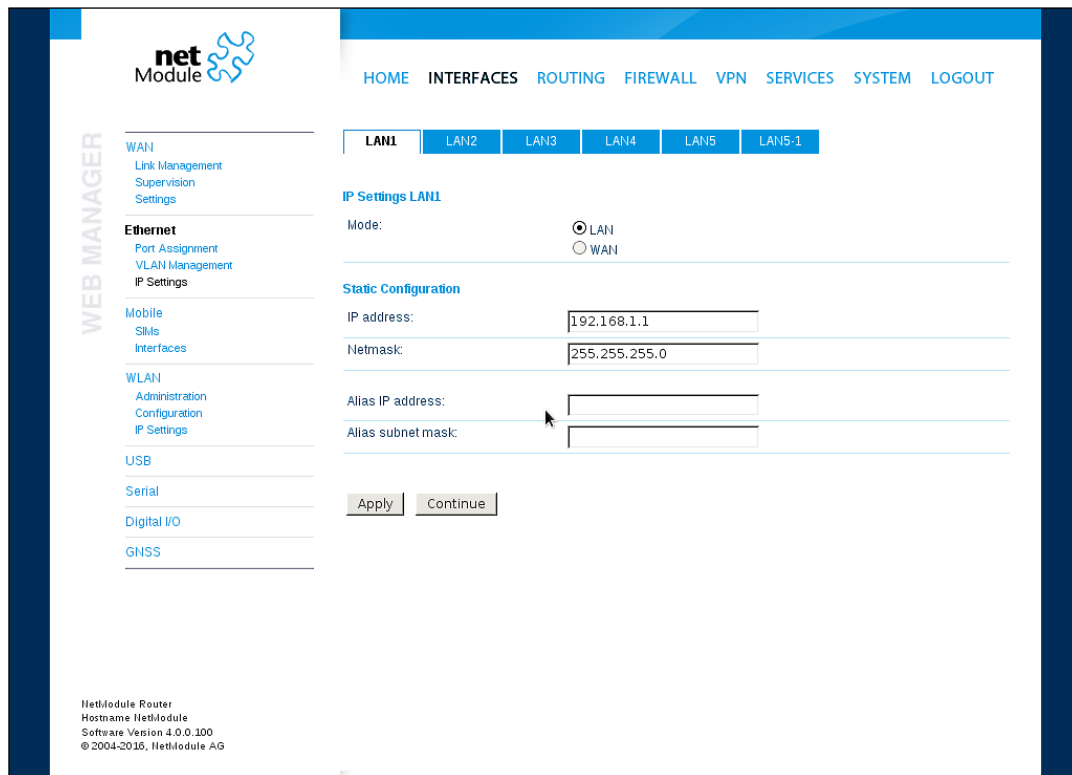 net
Module
HOME INTERFACES ROUTING FIREWALL VPN SERVICES SYSTEM LOGOUT
WEB MANAGER
WAN
Link Management
Supervision
Settings
Ethernet
Port Assignment
VLAN Management
IP Settings
Mobile
SIMs
Interfaces
WLAN
Administration
Configuration
IP Settings
USB
Serial
Digital I/O
GNSS
LAN1 LAN2 LAN3 LAN4 LAN5 LAN5-1
IP Settings LAN1
Mode: LAN
WAN
Static Configuration
IP address: 192.168.1.1
Netmask: 255.255.255.0
Alias IP address:
Alias subnet mask:
Apply Continue
NetModule Router
Hostname NetModule
Software Version 4.0.0.100
© 2004-2016, NetModule AG